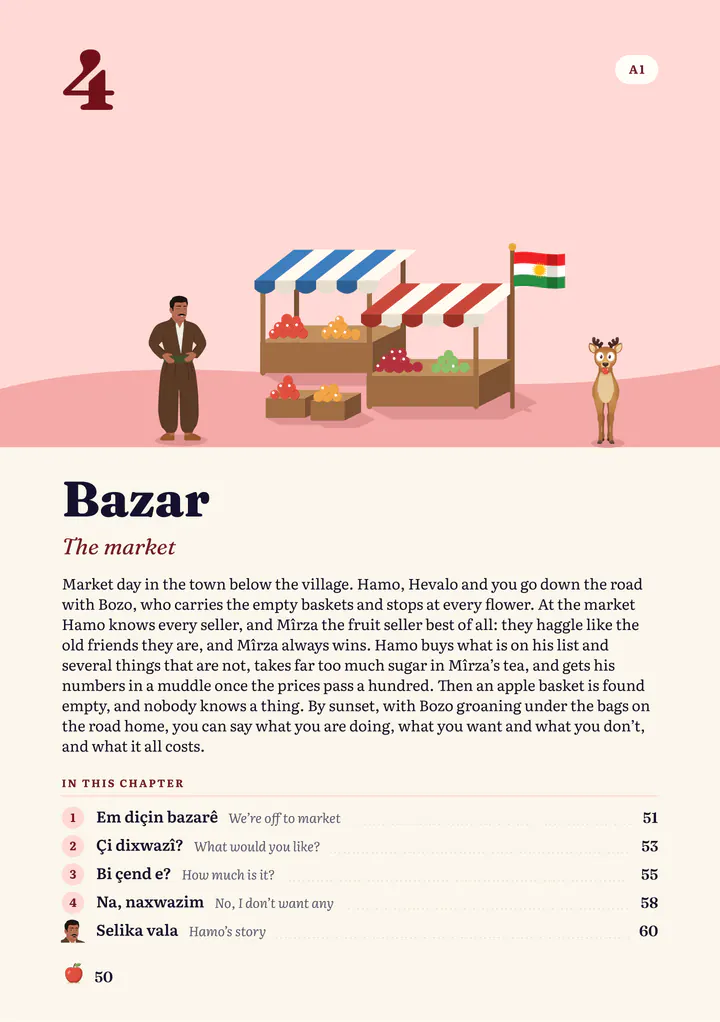 4
A1
Bazar
The market
Market day in the town below the village. Hamo, Hevalo and you go down the road
with Bozo, who carries the empty baskets and stops at every flower. At the market
Hamo knows every seller, and Mîrza the fruit seller best of all: they haggle like the
old friends they are, and Mîrza always wins. Hamo buys what is on his list and
several things that are not, takes far too much sugar in Mîrza’s tea, and gets his
numbers in a muddle once the prices pass a hundred. Then an apple basket is found
empty, and nobody knows a thing. By sunset, with Bozo groaning under the bags on
the road home, you can say what you are doing, what you want and what you don’t,
and what it all costs.
IN THIS CHAPTER
1 Em diçin bazarê We’re off to market 51
2 Çi dixwazî? What would you like? 53
3 Bi çend e? How much is it? 55
4 Na, naxwazim No, I don’t want any 58
Selika vala Hamo’s story 60
50